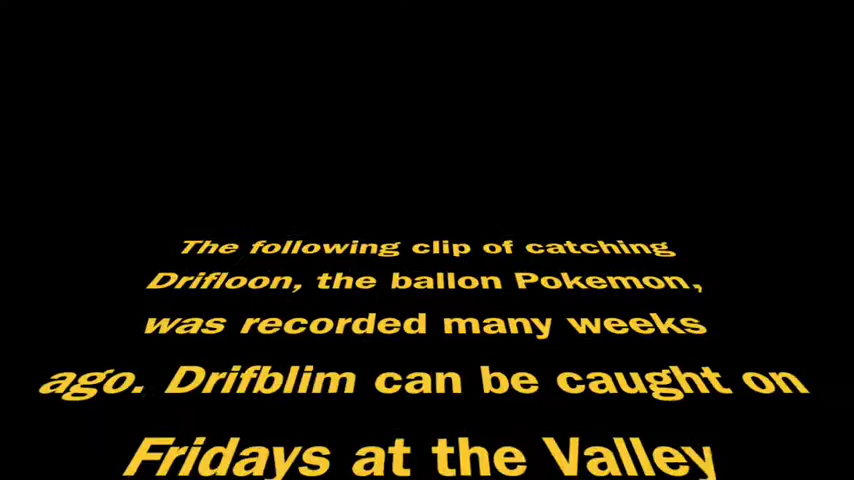 The following clip of catching
Drifloon, the ballon Pokemon,
was recorded many weeks
ago. Drifblim can be caught on
Fridays at the Valley